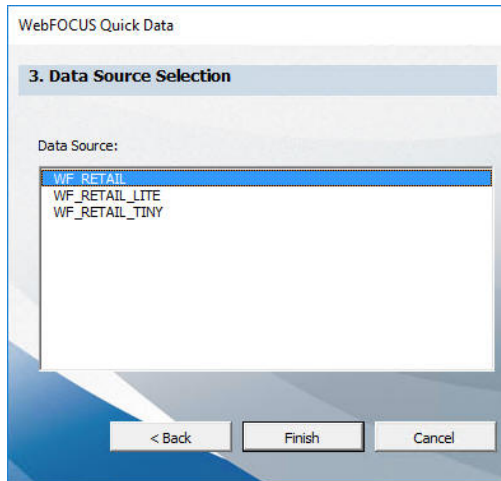 WebFOCUS Quick Data
3. Data Source Selection
Data Source:
WF_RETAIL
WF_RETAIL_LITE
WF_RETAIL_TINY
< Back
Finish
Cancel